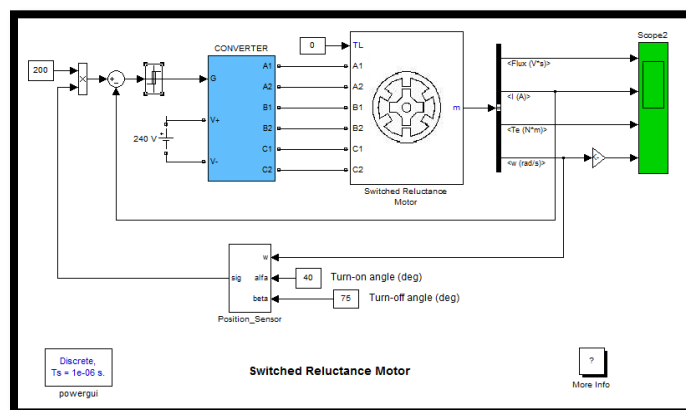 Scope2
CONVERTER
0
TL
<Flux (V*s)>
200
A1
A1
G
A2
A2
<I (A)>
B1
B1
m
V+
B2
B2
<Te (N*m)>
240 V
+
C1
C1
V-
C2
C2
<w (rad/s)>
Switched Reluctance
Motor
w
sig
alfa
40
Turn-on angle (deg)
beta
75
Turn-off angle (deg)
Position_Sensor
Discrete,
Ts = 1e-06 s.
powergui
Switched Reluctance Motor
?
More Info